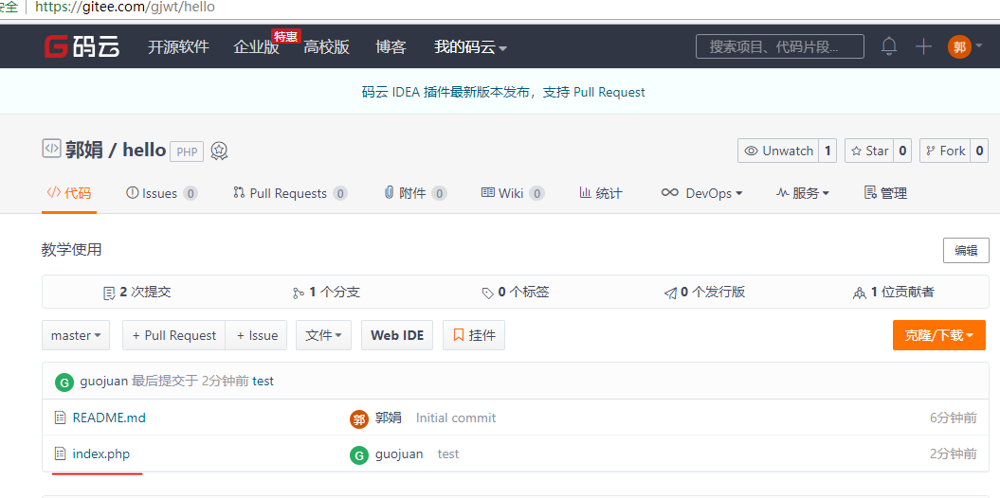 安全 | https://gitee.com/gjwt/hello
G 码云 开源软件 企业版 特惠 高校版 博客 我的码云 搜索项目、代码片段... 郭
码云 IDEA 插件最新版本发布，支持 Pull Request
郭娟 / hello PHP Unwatch 1 Star 0 Fork 0
代码 Issues 0 Pull Requests 0 附件 0 Wiki 0 统计 DevOps 服务 管理
教学使用 编辑
2 次提交 1 个分支 0 个标签 0 个发行版 1 位贡献者
master + Pull Request + Issue 文件 Web IDE 挂件 克隆/下载
G guojuan 最后提交于 2分钟前 test
README.md 郭 郭娟 Initial commit 6分钟前
index.php G guojuan test 2分钟前